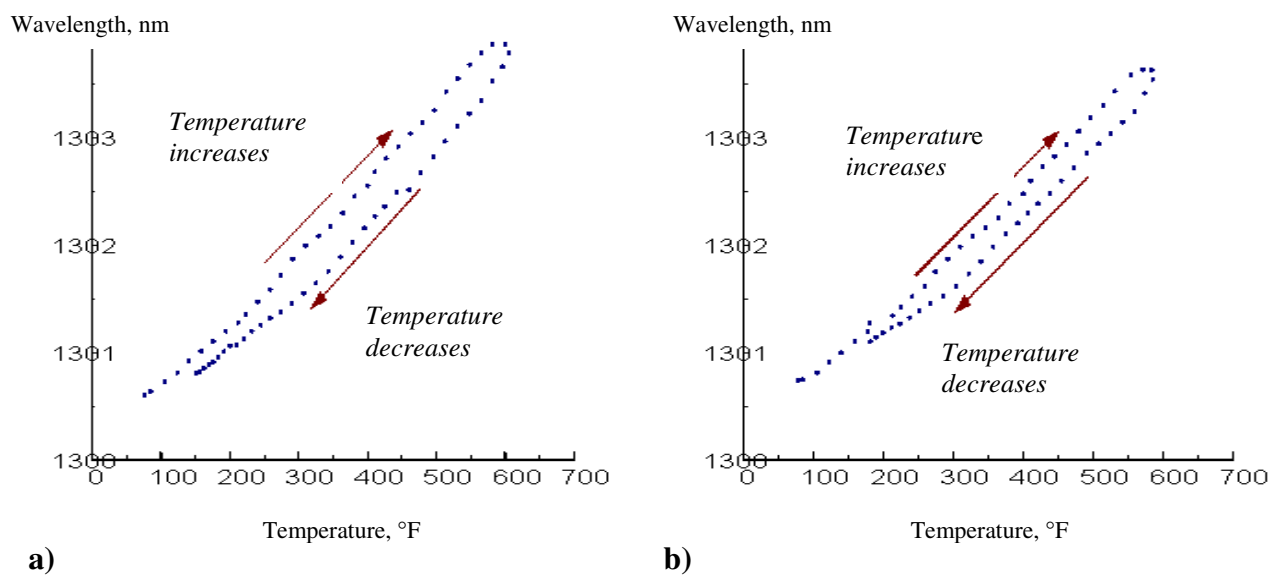 Wavelength, nm
1303
1302
1301
1300
0 100 200 300 400 500 600 700
Temperature
increases
Temperature
decreases
Temperature, °F
a)
Wavelength, nm
1303
1302
1301
1300
0 100 200 300 400 500 600 700
Temperature
increases
Temperature
decreases
Temperature, °F
b)